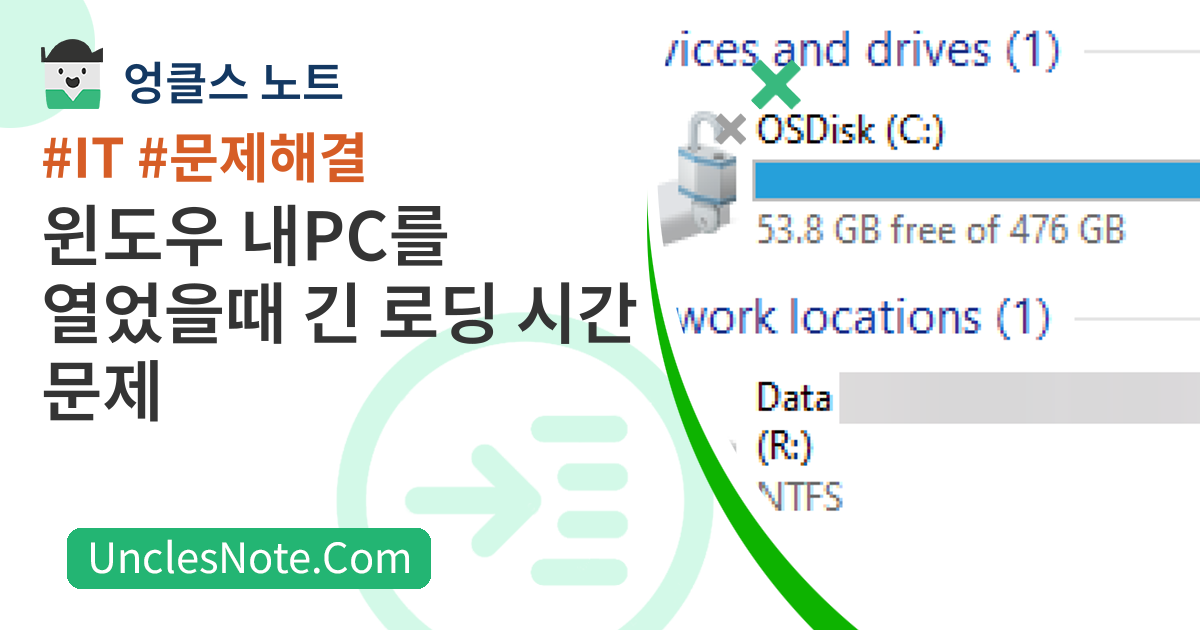 엉클스 노트
#IT #문제해결
윈도우 내PC를
열었을때 긴 로딩 시간
문제
UnclesNote.Com
vices and drives (1)
OSDisk (C:)
53.8 GB free of 476 GB
work locations (1)
Data
(R:)
NTFS